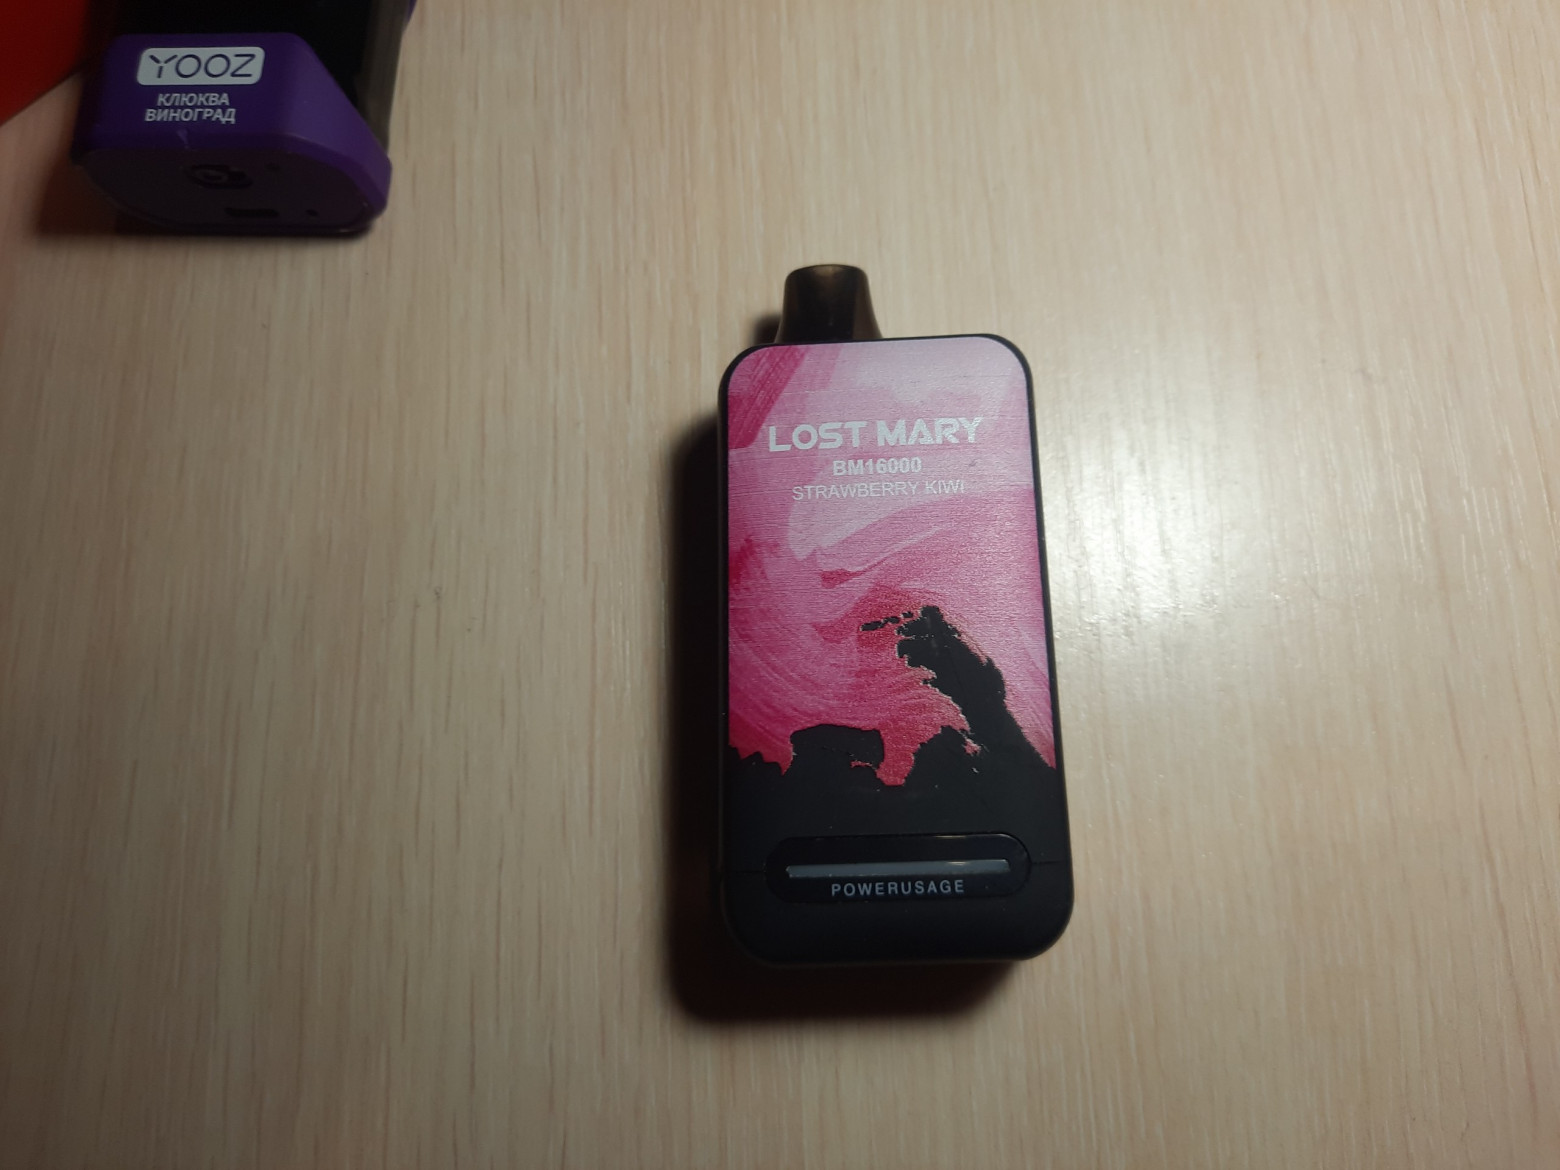 YOOZ
КЛЮКВА
ВИНОГРАД
LOST MARY
BM16000
STRAWBERRY KIWI
POWERUSAGE